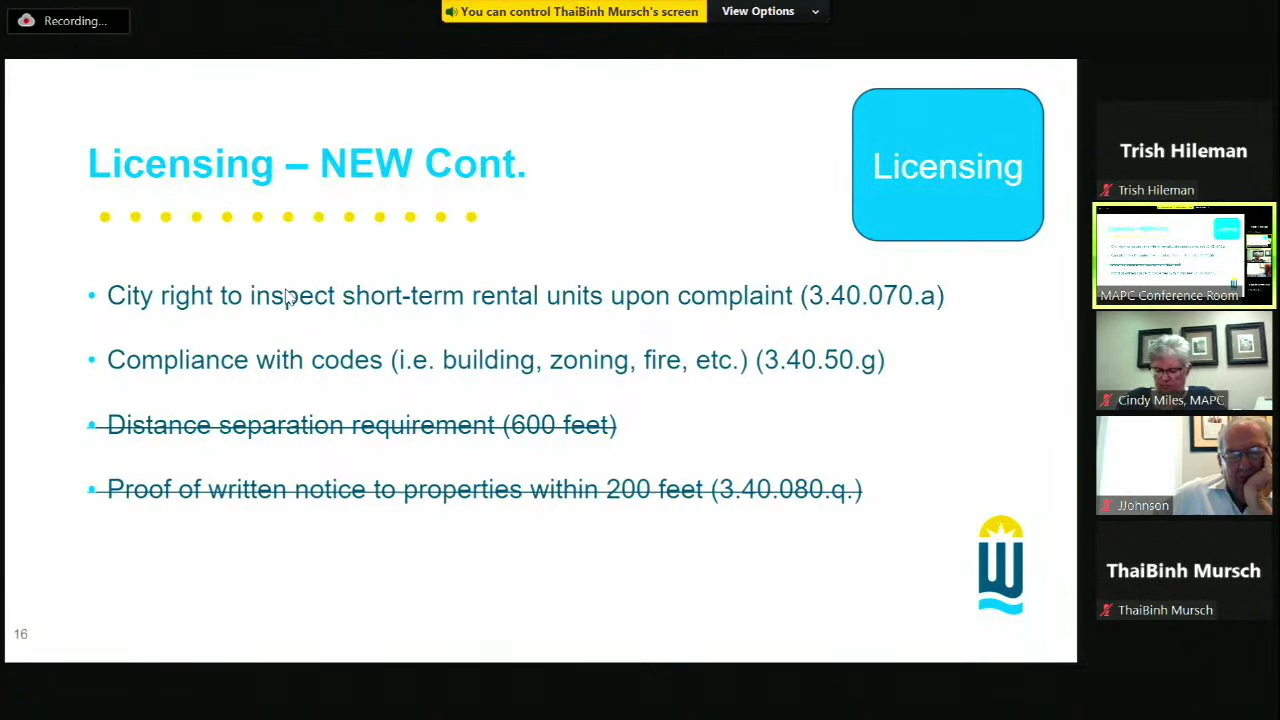 Recording...
You can control ThaiBinh Mursch's screen
View Options
Licensing – NEW Cont.
Licensing
• City right to inspect short-term rental units upon complaint (3.40.070.a)
• Compliance with codes (i.e. building, zoning, fire, etc.) (3.40.50.g)
• Distance separation requirement (600 feet)
• Proof of written notice to properties within 200 feet (3.40.080.q.)
16
Trish Hileman
Trish Hileman
MAPC Conference Room
Cindy Miles, MAPC
JJohnson
ThaiBinh Mursch
ThaiBinh Mursch